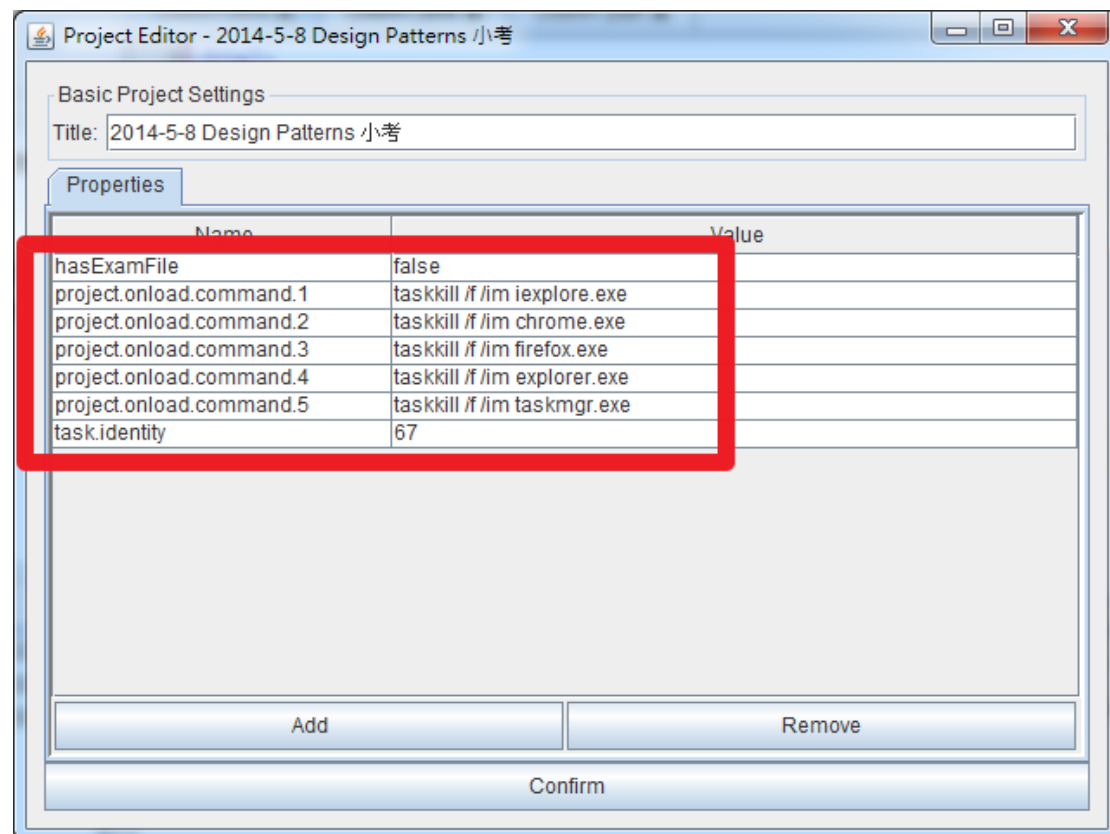 Project Editor - 2014-5-8 Design Patterns 小考
Basic Project Settings
Title: 2014-5-8 Design Patterns 小考
Properties
Name Value
hasExamFile false
project.onload.command.1 taskkill /f /im iexplore.exe
project.onload.command.2 taskkill /f /im chrome.exe
project.onload.command.3 taskkill /f /im firefox.exe
project.onload.command.4 taskkill /f /im explorer.exe
project.onload.command.5 taskkill /f /im taskmgr.exe
task.identity 67
Add Remove
Confirm